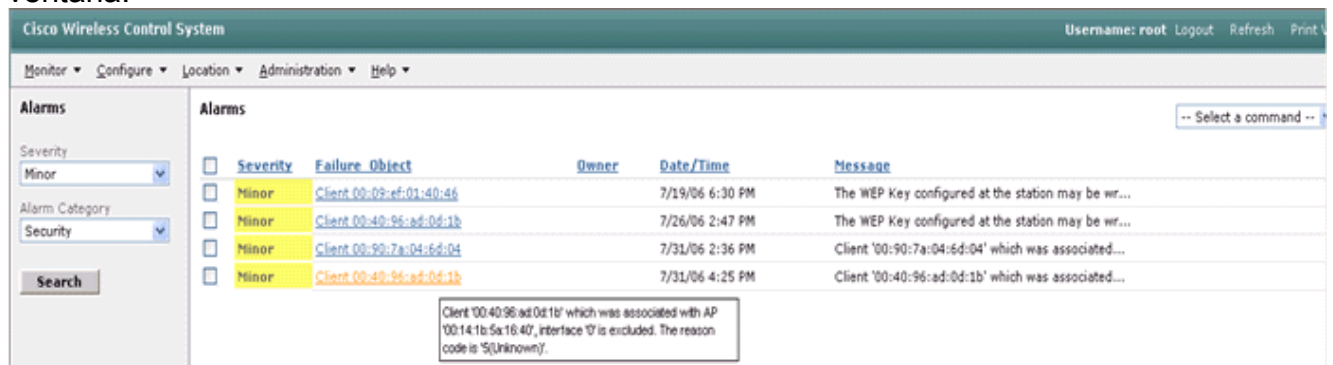 ventana.
Cisco Wireless Control System
Username: root Logout Refresh Print
Monitor Configure Location Administration Help
Alarms
Severity
Minor
Alarm Category
Security
Search
Alarms
-- Select a command --
Severity Failure Object Owner Date/Time Message
Minor Client 00:09:ef:01:40:46 7/19/06 6:30 PM The WEP Key configured at the station may be wr...
Minor Client 00:40:96:ad:0d:1b 7/26/06 2:47 PM The WEP Key configured at the station may be wr...
Minor Client 00:90:7a:04:6d:04 7/31/06 2:36 PM Client '00:90:7a:04:6d:04' which was associated....
Minor Client 00:40:96:ad:0d:1b 7/31/06 4:25 PM Client '00:40:96:ad:0d:1b' which was associated....
Client '00:40:96:ad:0d:1b' which was associated with AP
'00:14:1b:5a:16:40', interface '0' is excluded. The reason
code is '5(Unknown)'.